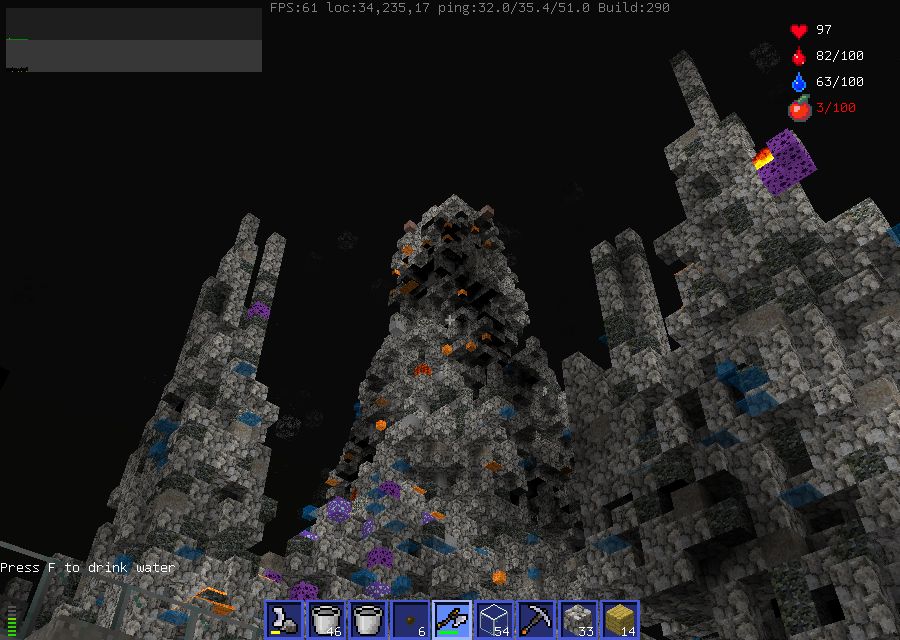 FPS:61 loc:34,235,17 ping:32.0/35.4/51.0 Build:290
97
82/100
63/100
3/100
Press F to drink water
46 6 54 33 14